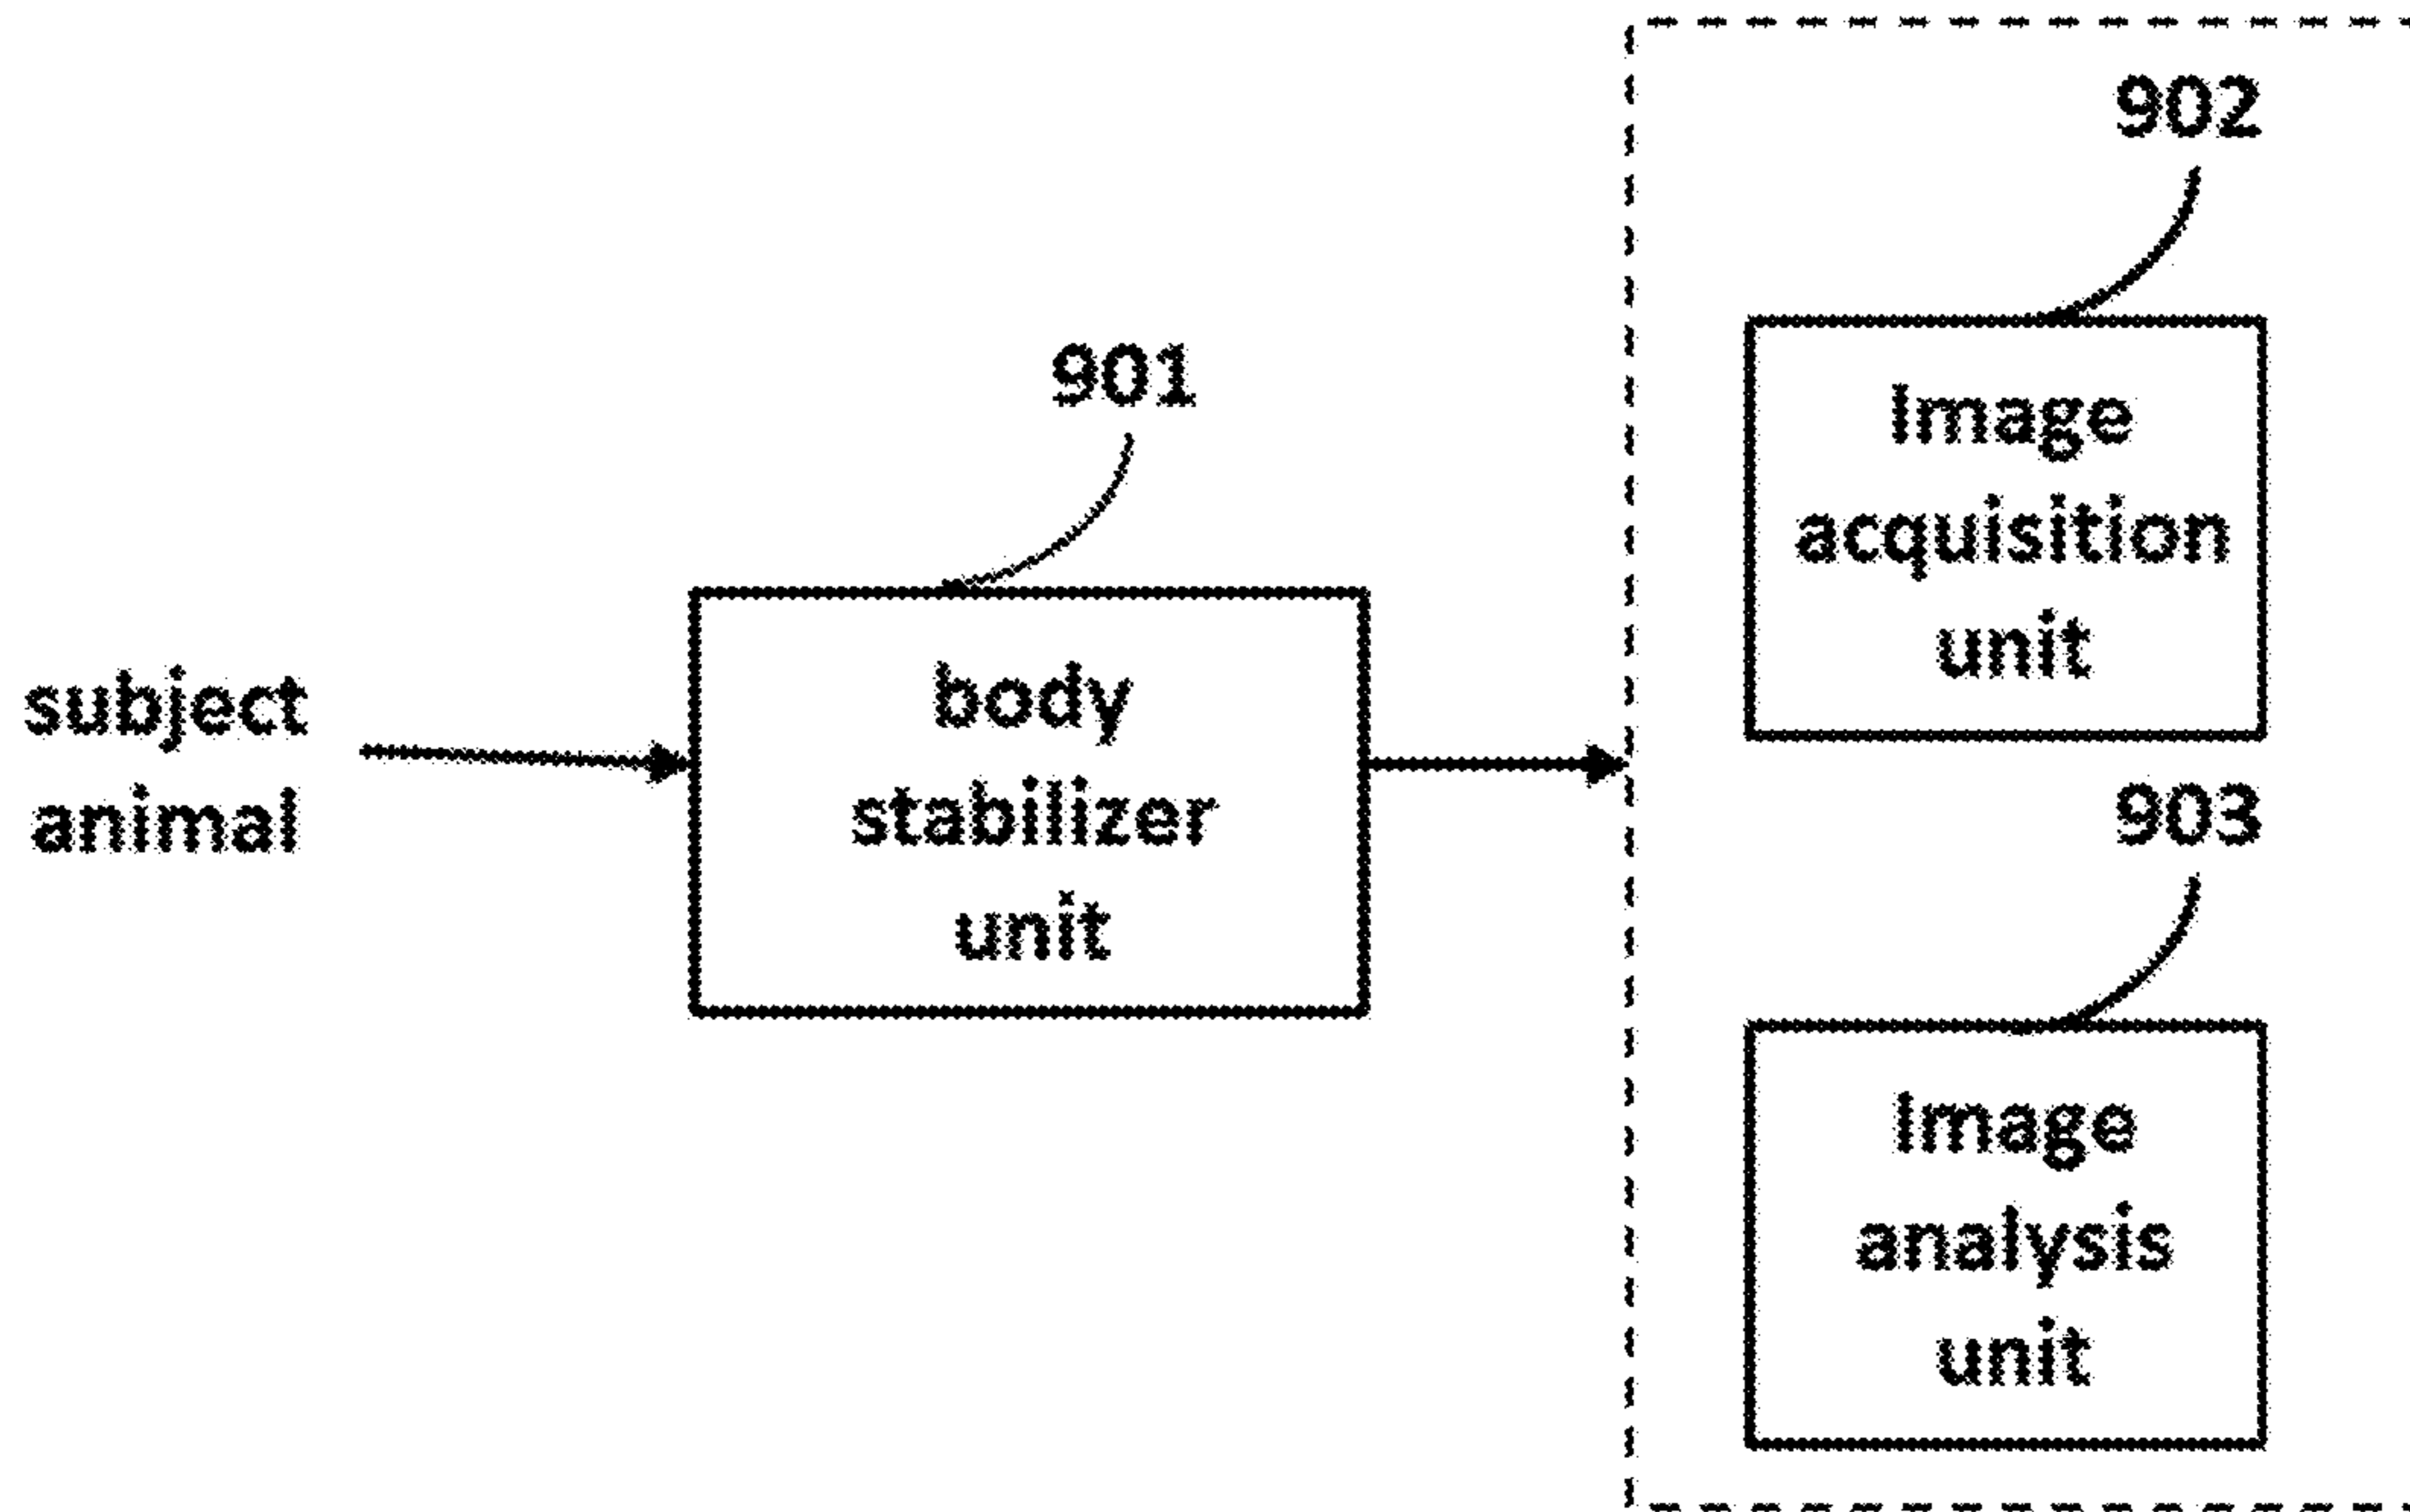 subject
animal
901
body
stabilizer
unit
902
Image
acquisition
unit
903
Image
analysis
unit